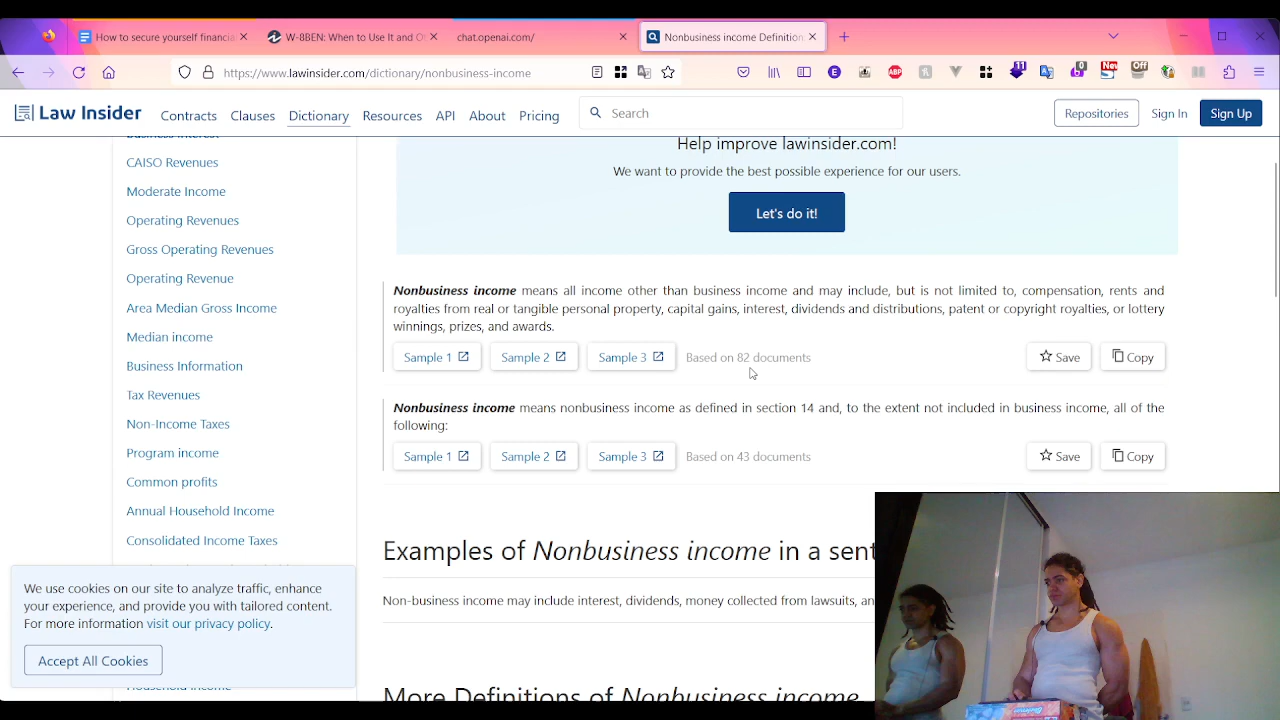 How to secure yourself financia
W-8BEN: When to Use It and O
chat.openai.com/
Nonbusiness income Definition
https://www.lawinsider.com/dictionary/nonbusiness-income
11
0
New
Off
E
ABP
Law Insider
Contracts
Clauses
Dictionary
Resources
API
About
Pricing
Search
Repositories
Sign In
Sign Up
Business Interest
CAISO Revenues
Moderate Income
Operating Revenues
Gross Operating Revenues
Operating Revenue
Area Median Gross Income
Median income
Business Information
Tax Revenues
Non-Income Taxes
Program income
Common profits
Annual Household Income
Consolidated Income Taxes
Household Income
Help improve lawinsider.com!
We want to provide the best possible experience for our users.
Let's do it!
Nonbusiness income means all income other than business income and may include, but is not limited to, compensation, rents and
royalties from real or tangible personal property, capital gains, interest, dividends and distributions, patent or copyright royalties, or lottery
winnings, prizes, and awards.
Sample 1
Sample 2
Sample 3
Based on 82 documents
Save
Copy
Nonbusiness income means nonbusiness income as defined in section 14 and, to the extent not included in business income, all of the
following:
Sample 1
Sample 2
Sample 3
Based on 43 documents
Save
Copy
Examples of Nonbusiness income in a sent
Non-business income may include interest, dividends, money collected from lawsuits, an
More Definitions of Nonbusiness income
We use cookies on our site to analyze traffic, enhance
your experience, and provide you with tailored content.
For more information visit our privacy policy.
Accept All Cookies